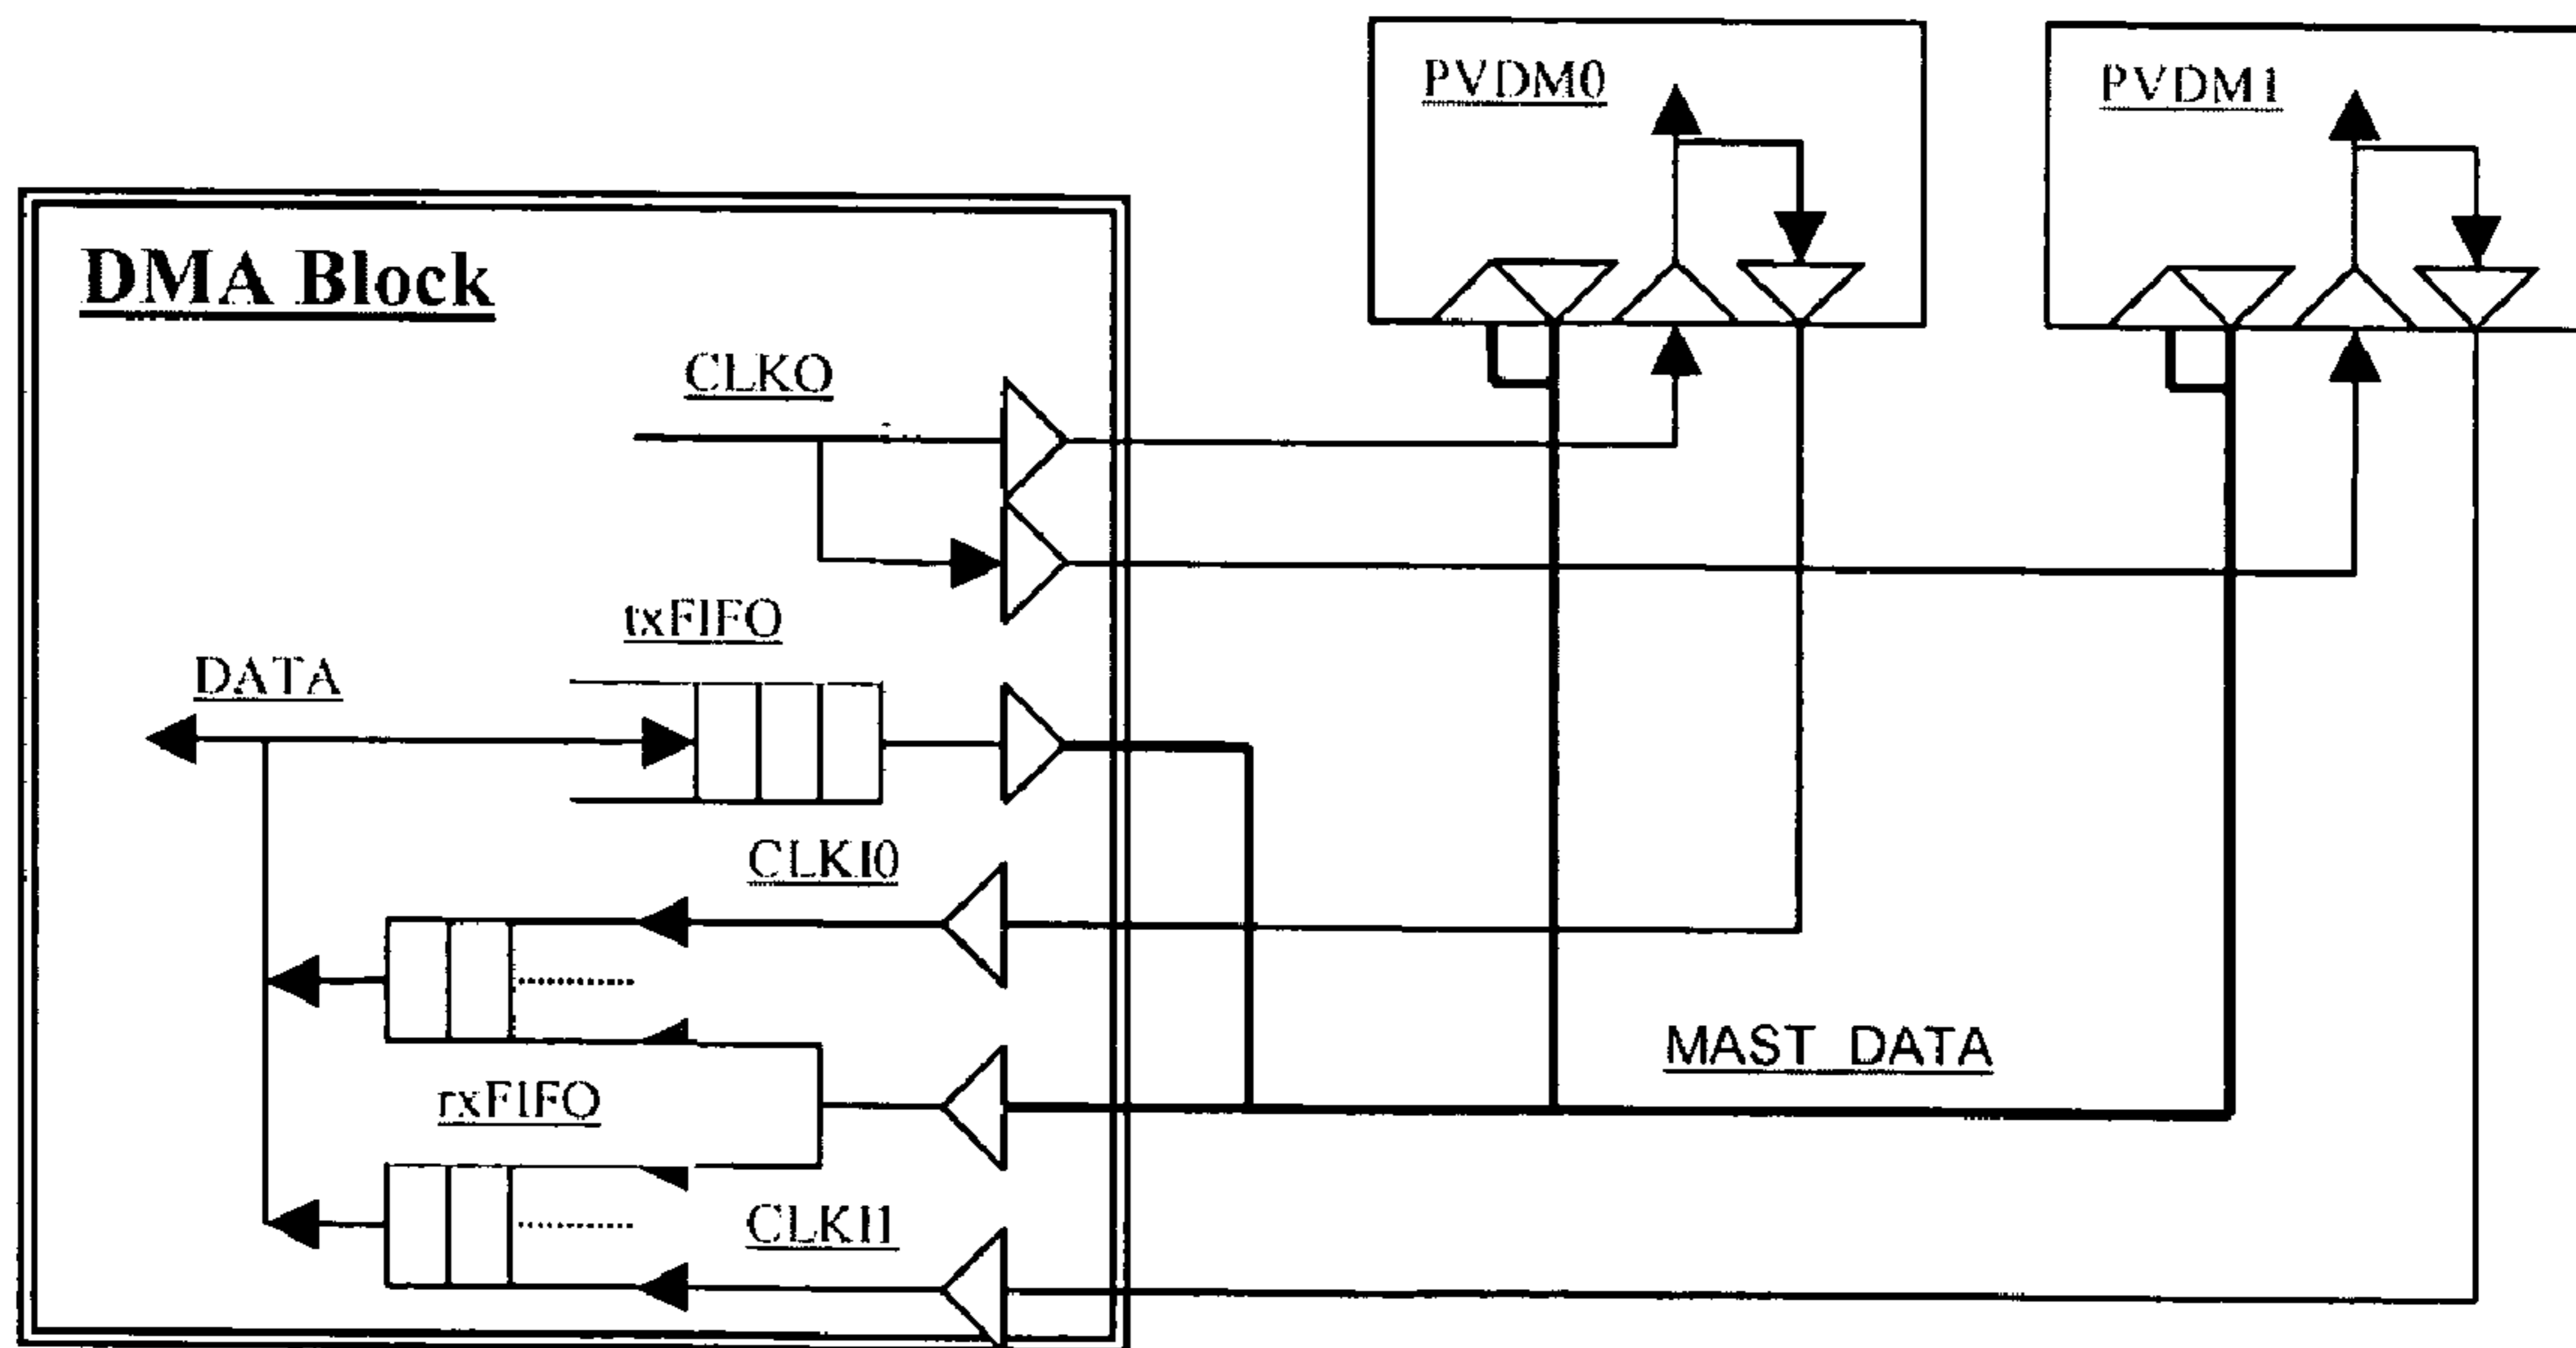 PVDM0
PVDM1
DMA Block
CLKO
txFIFO
DATA
CLKI0
MAST DATA
rxFIFO
CLKI1